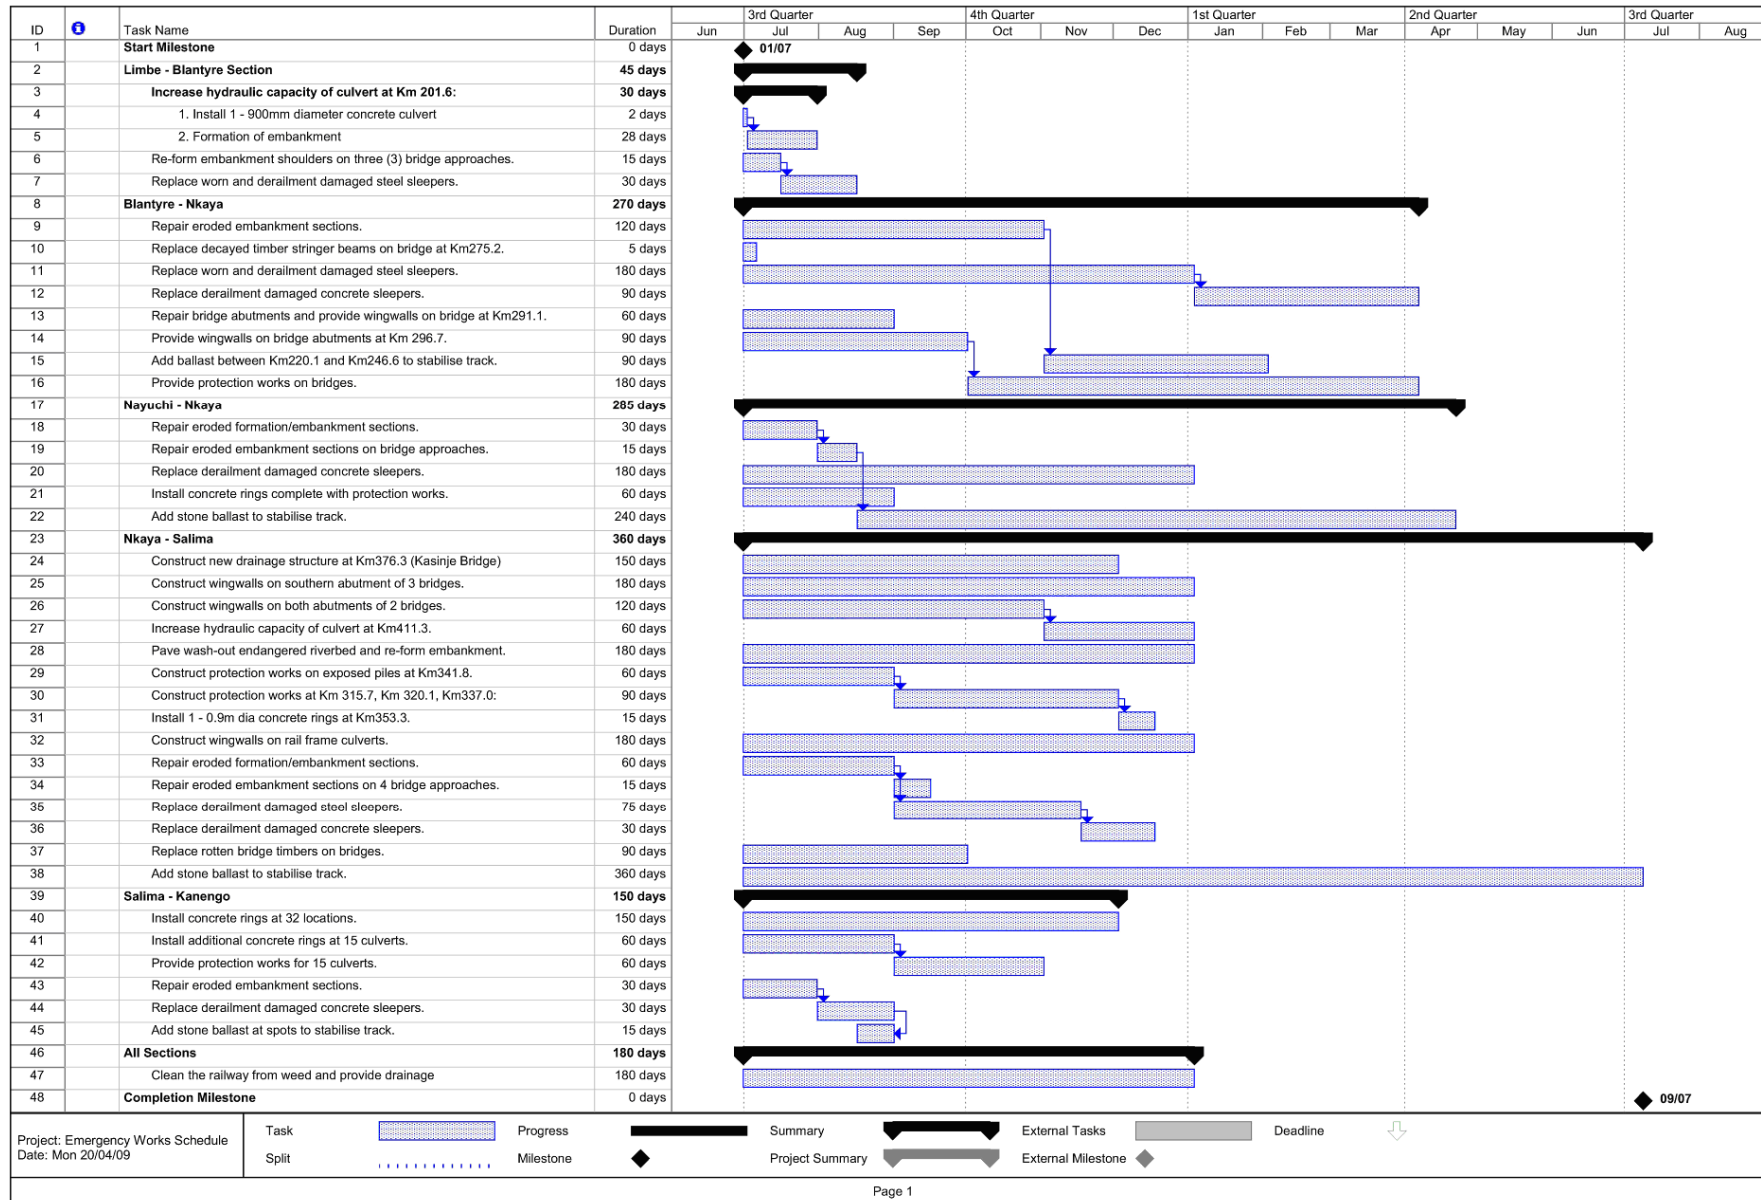 3rd Quarter 4th Quarter 1st Quarter 2nd Quarter 3rd Quarter
ID Task Name Duration Jun Jul Aug Sep Oct Nov Dec Jan Feb Mar Apr May Jun Jul Aug
1 Start Milestone 0 days 01/07
2 Limbe - Blantyre Section 45 days
3 Increase hydraulic capacity of culvert at Km 201.6: 30 days
4 1. Install 1 - 900mm diameter concrete culvert 2 days
5 2. Formation of embankment 28 days
6 Re-form embankment shoulders on three (3) bridge approaches. 15 days
7 Replace worn and derailment damaged steel sleepers. 30 days
8 Blantyre - Nkaya 270 days
9 Repair eroded embankment sections. 120 days
10 Replace decayed timber stringer beams on bridge at Km275.2. 5 days
11 Replace worn and derailment damaged steel sleepers. 180 days
12 Replace derailment damaged concrete sleepers. 90 days
13 Repair bridge abutments and provide wingwalls on bridge at Km291.1. 60 days
14 Provide wingwalls on bridge abutments at Km 296.7. 90 days
15 Add ballast between Km220.1 and Km246.6 to stabilise track. 90 days
16 Provide protection works on bridges. 180 days
17 Nayuchi - Nkaya 285 days
18 Repair eroded formation/embankment sections. 30 days
19 Repair eroded embankment sections on bridge approaches. 15 days
20 Replace derailment damaged concrete sleepers. 180 days
21 Install concrete rings complete with protection works. 60 days
22 Add stone ballast to stabilise track. 240 days
23 Nkaya - Salima 360 days
24 Construct new drainage structure at Km376.3 (Kasinje Bridge) 150 days
25 Construct wingwalls on southern abutment of 3 bridges. 180 days
26 Construct wingwalls on both abutments of 2 bridges. 120 days
27 Increase hydraulic capacity of culvert at Km411.3. 60 days
28 Pave wash-out endangered riverbed and re-form embankment. 180 days
29 Construct protection works on exposed piles at Km341.8. 60 days
30 Construct protection works at Km 315.7, Km 320.1, Km337.0: 90 days
31 Install 1 - 0.9m dia concrete rings at Km353.3. 15 days
32 Construct wingwalls on rail frame culverts. 180 days
33 Repair eroded formation/embankment sections. 60 days
34 Repair eroded embankment sections on 4 bridge approaches. 15 days
35 Replace derailment damaged steel sleepers. 75 days
36 Replace derailment damaged concrete sleepers. 30 days
37 Replace rotten bridge timbers on bridges. 90 days
38 Add stone ballast to stabilise track. 360 days
39 Salima - Kanengo 150 days
40 Install concrete rings at 32 locations. 150 days
41 Install additional concrete rings at 15 culverts. 60 days
42 Provide protection works for 15 culverts. 60 days
43 Repair eroded embankment sections. 30 days
44 Replace derailment damaged concrete sleepers. 30 days
45 Add stone ballast at spots to stabilise track. 15 days
46 All Sections 180 days
47 Clean the railway from weed and provide drainage 180 days
48 Completion Milestone 0 days 09/07
Project: Emergency Works Schedule
Date: Mon 20/04/09
Task Progress Summary External Tasks Deadline
Split Milestone Project Summary External Milestone
Page 1